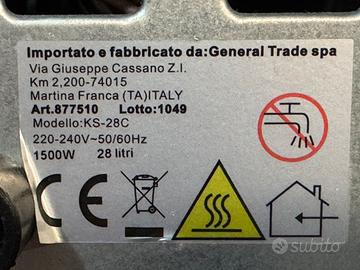 Importato e fabbricato da:General Trade spa
Via Giuseppe Cassano Z.I.
Km 2,200-74015
Martina Franca (TA)ITALY
Art.877510 Lotto:1049
Modello:KS-28C
220-240V~50/60Hz
1500W 28 litri
CE
subito